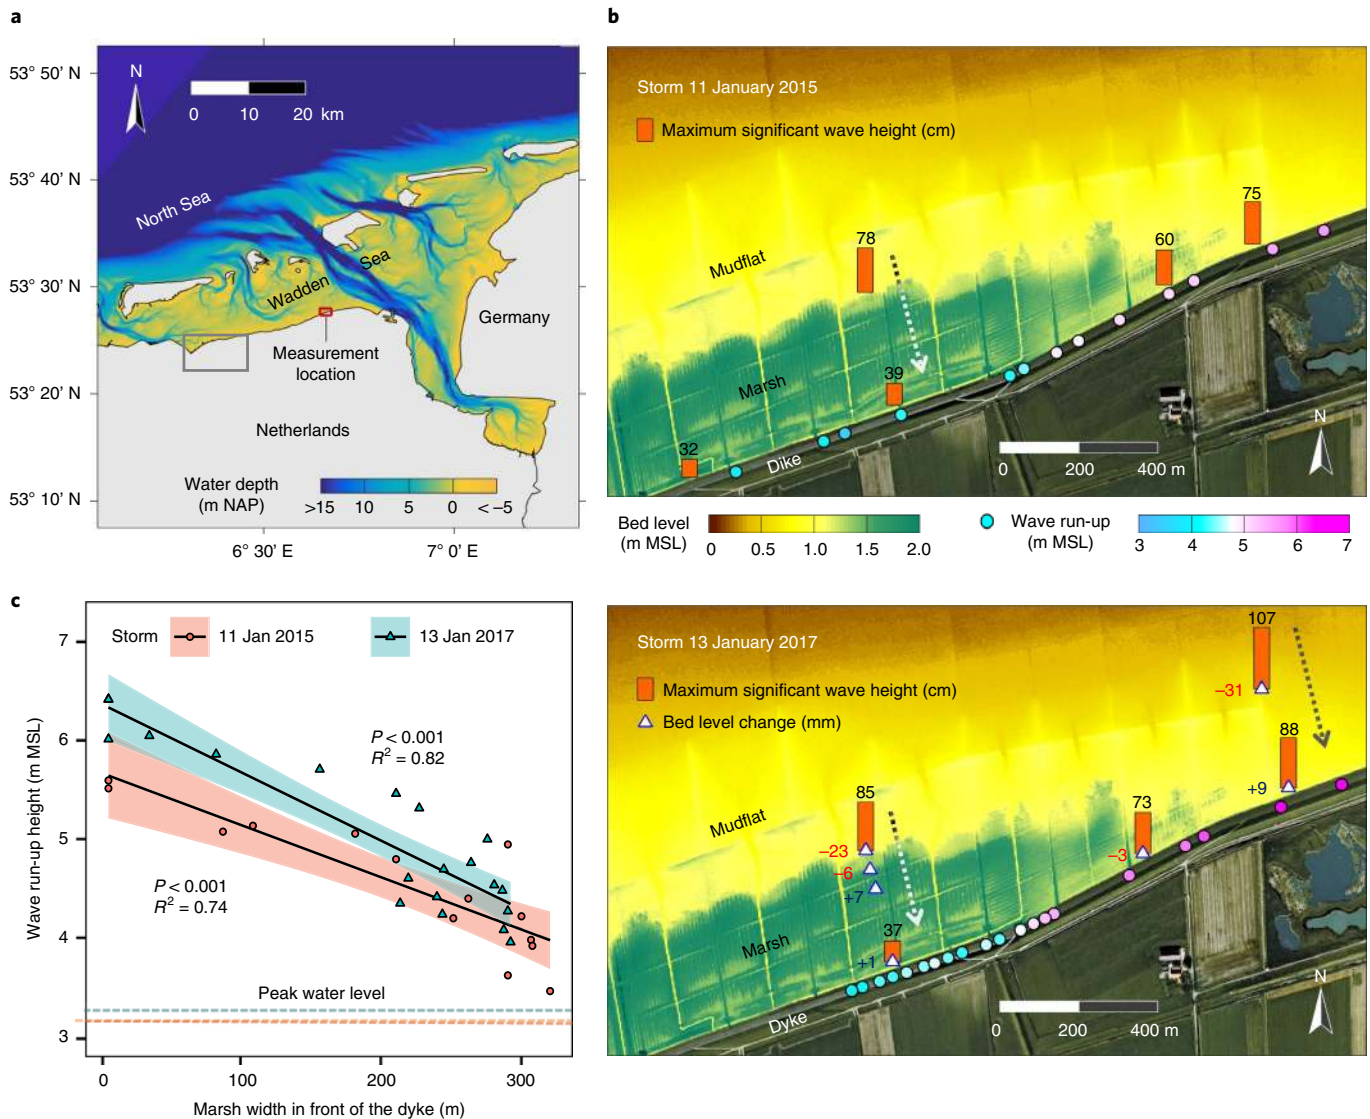 a
53° 50′ N
53° 40′ N
53° 30′ N
53° 20′ N
53° 10′ N
N
0 10 20 km
North Sea
Wadden Sea
Germany
Measurement
location
Netherlands
Water depth
(m NAP)
>15 10 5 0 < –5
6° 30′ E 7° 0′ E
b
Storm 11 January 2015
Maximum significant wave height (cm)
75
78
60
Mudflat
39
Marsh
32
Dike
N
0 200 400 m
Bed level
(m MSL)
0 0.5 1.0 1.5 2.0
Wave run-up
(m MSL)
3 4 5 6 7
Storm 13 January 2017
Maximum significant wave height (cm)
Bed level change (mm)
107
–31
88
+9
85
73
Mudflat
–23
–3
–6
+7
37
Marsh
+1
Dyke
N
0 200 400 m
c
Storm 11 Jan 2015 13 Jan 2017
P < 0.001
R² = 0.82
P < 0.001
R² = 0.74
Peak water level
Wave run-up height (m MSL)
7
6
5
4
3
0 100 200 300
Marsh width in front of the dyke (m)